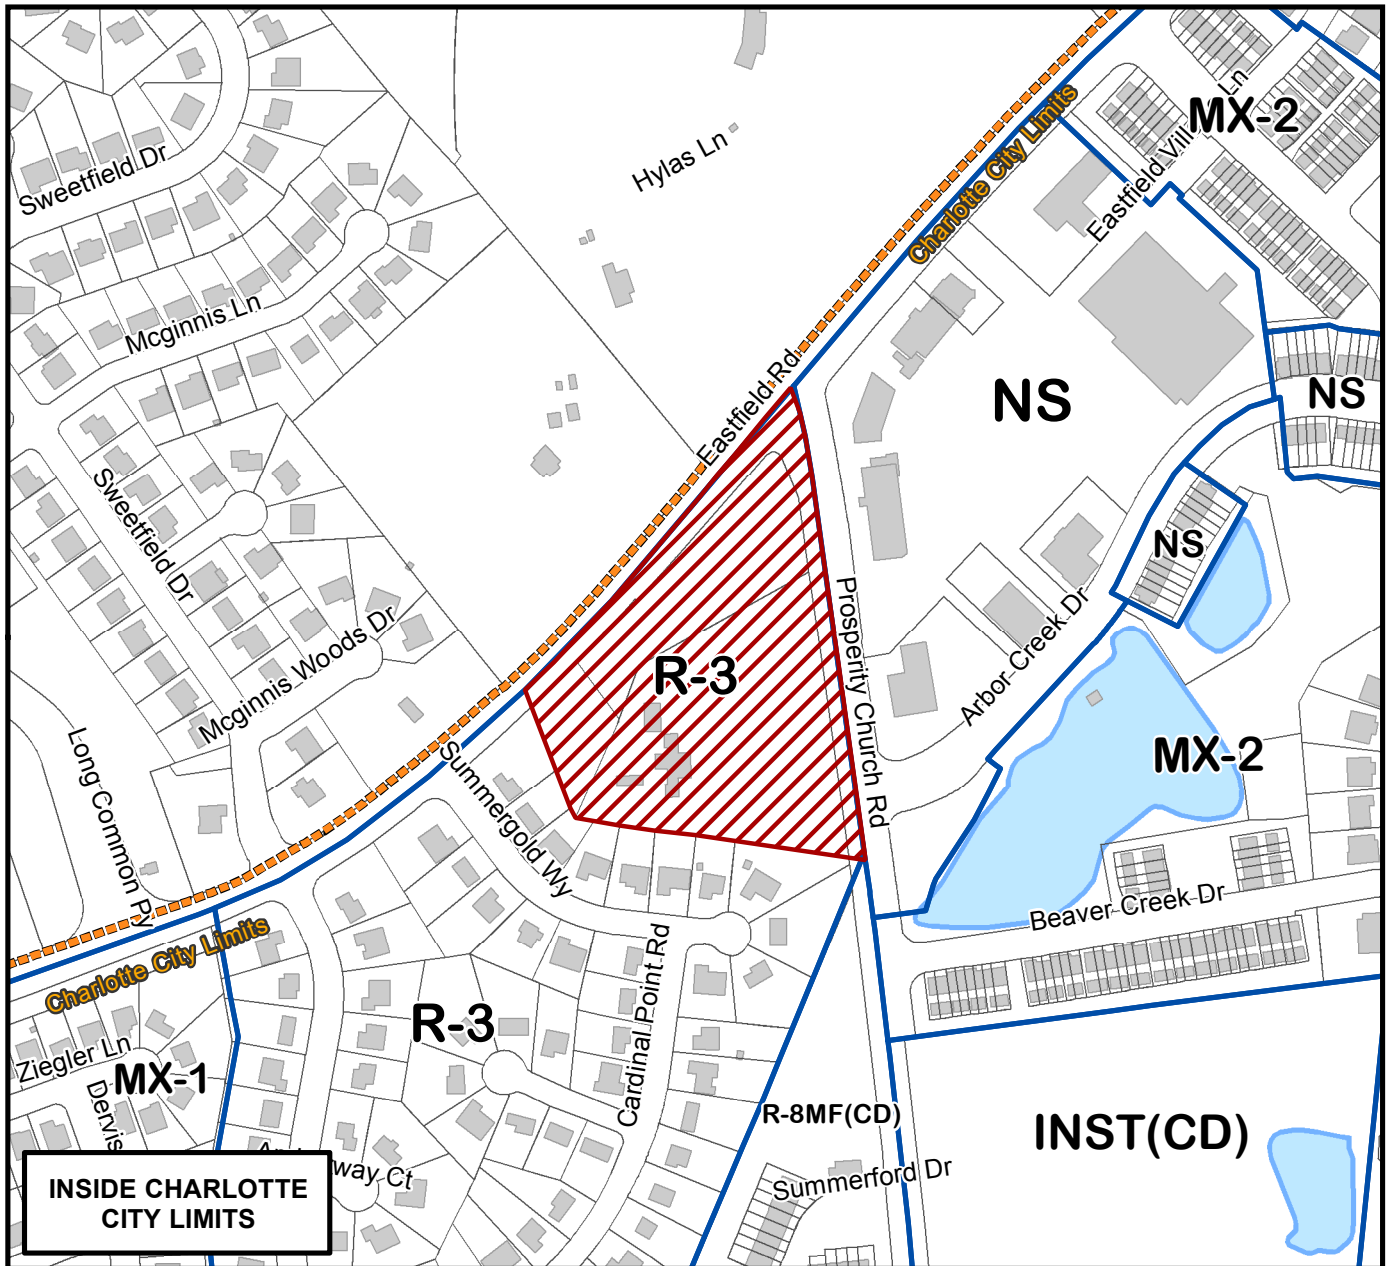 MX-2
Eastfield Vill
Ln
Charlotte City Limits
Hylas Ln
Sweetfield Dr
Mcginnis Ln
Eastfield Rd
NS
NS
Sweetfield Dr
NS
Prosperity Church Rd
Arbor Creek Dr
Mcginnis Woods Dr
R-3
Long Common Py
Summergold Wy
MX-2
Beaver Creek Dr
Charlotte City Limits
Cardinal Point Rd
R-3
Ziegler Ln
MX-1
Dervis
R-8MF(CD)
INST(CD)
way Ct
Summerford Dr
INSIDE CHARLOTTE
CITY LIMITS